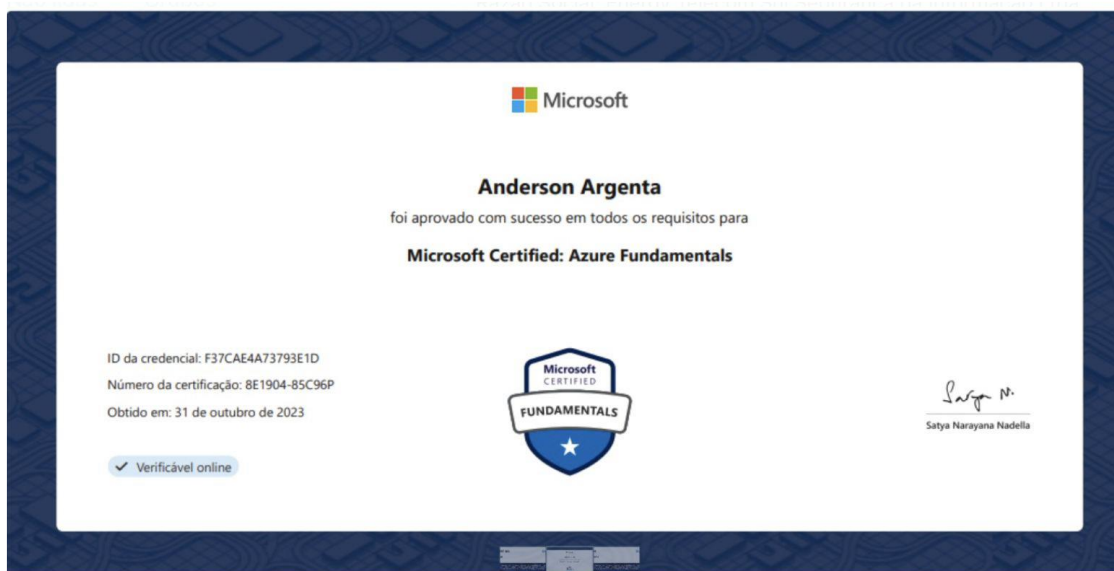 Microsoft
Anderson Argenta
foi aprovado com sucesso em todos os requisitos para
Microsoft Certified: Azure Fundamentals
ID da credencial: F37CAE4A73793E1D
Número da certificação: 8E1904-85C96P
Obtido em: 31 de outubro de 2023
Verificável online
Microsoft
CERTIFIED
FUNDAMENTALS
Satya N.
Satya Narayana Nadella